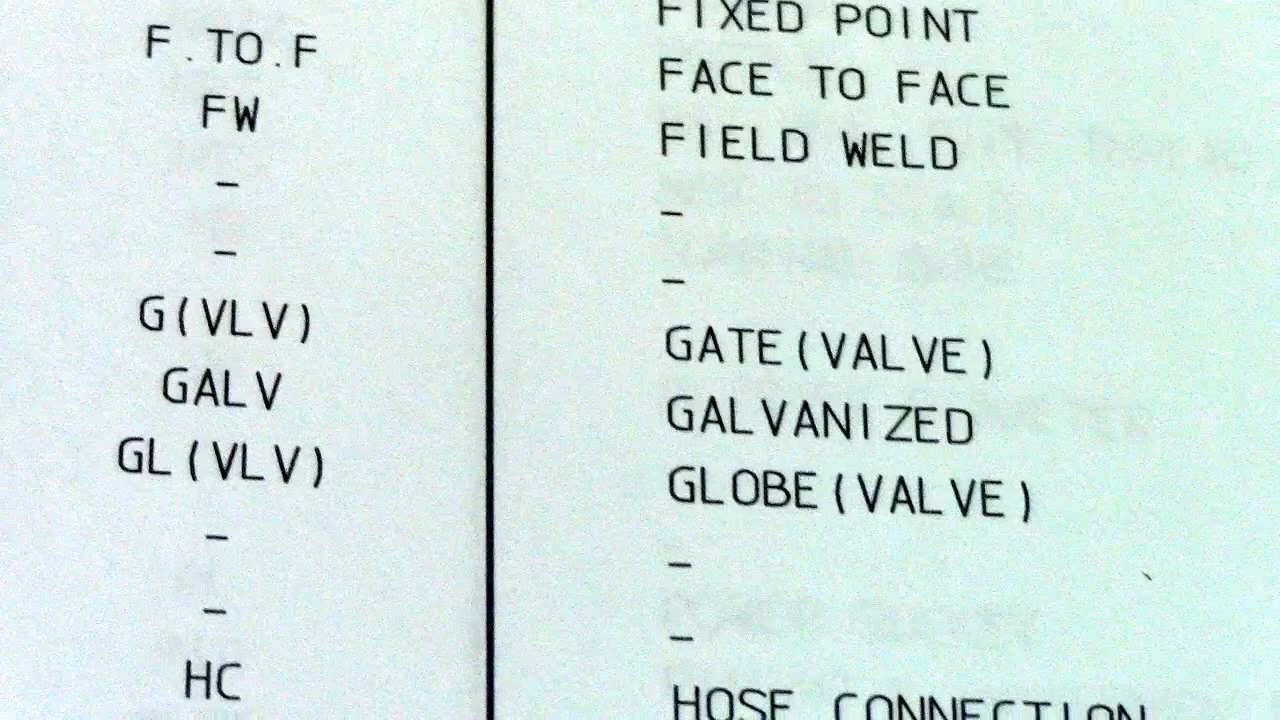 FIXED POINT
F.TO.F FACE TO FACE
FW FIELD WELD
- -
- -
G(VLV) GATE(VALVE)
GALV GALVANIZED
GL(VLV) GLOBE(VALVE)
- -
- -
HC HOSE CONNECTION